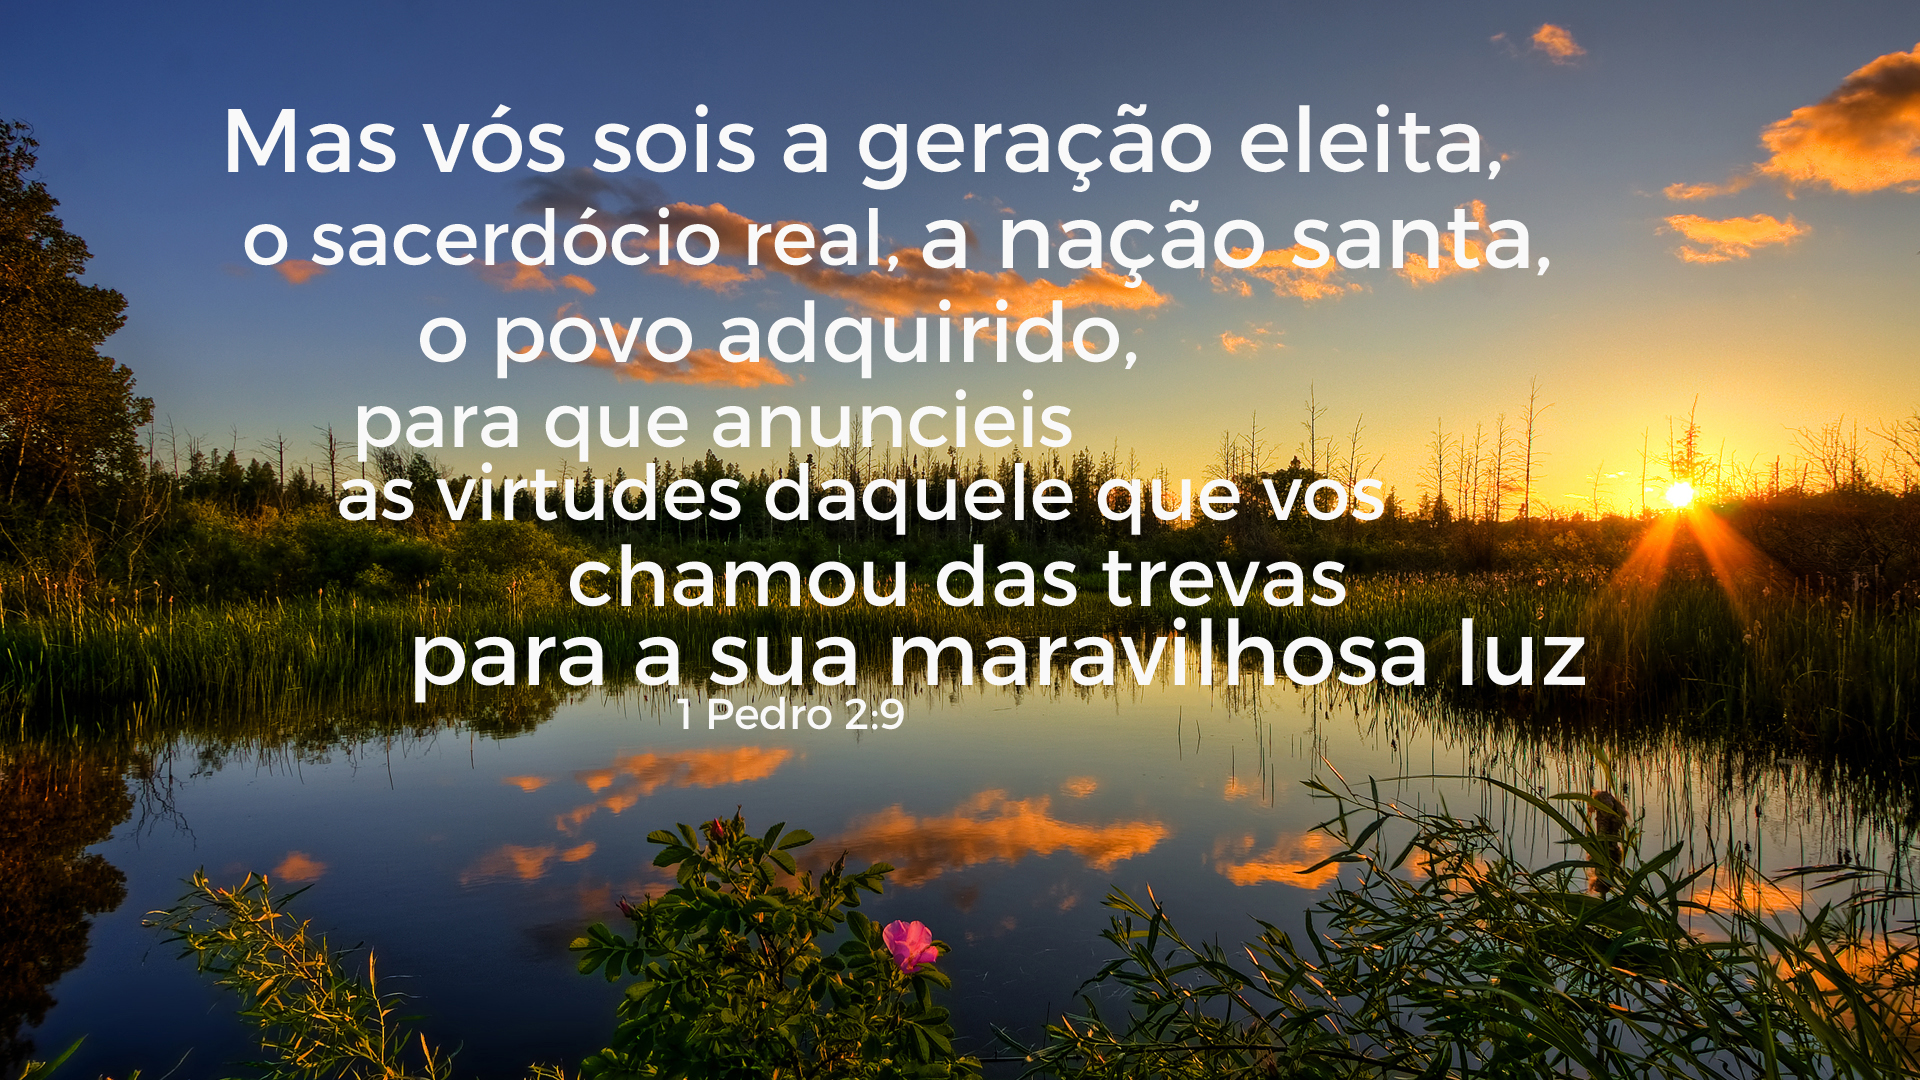 Mas vós sois a geração eleita,
o sacerdócio real, a nação santa,
o povo adquirido,
para que anuncieis
as virtudes daquele que vos
chamou das trevas
para a sua maravilhosa luz
1 Pedro 2:9